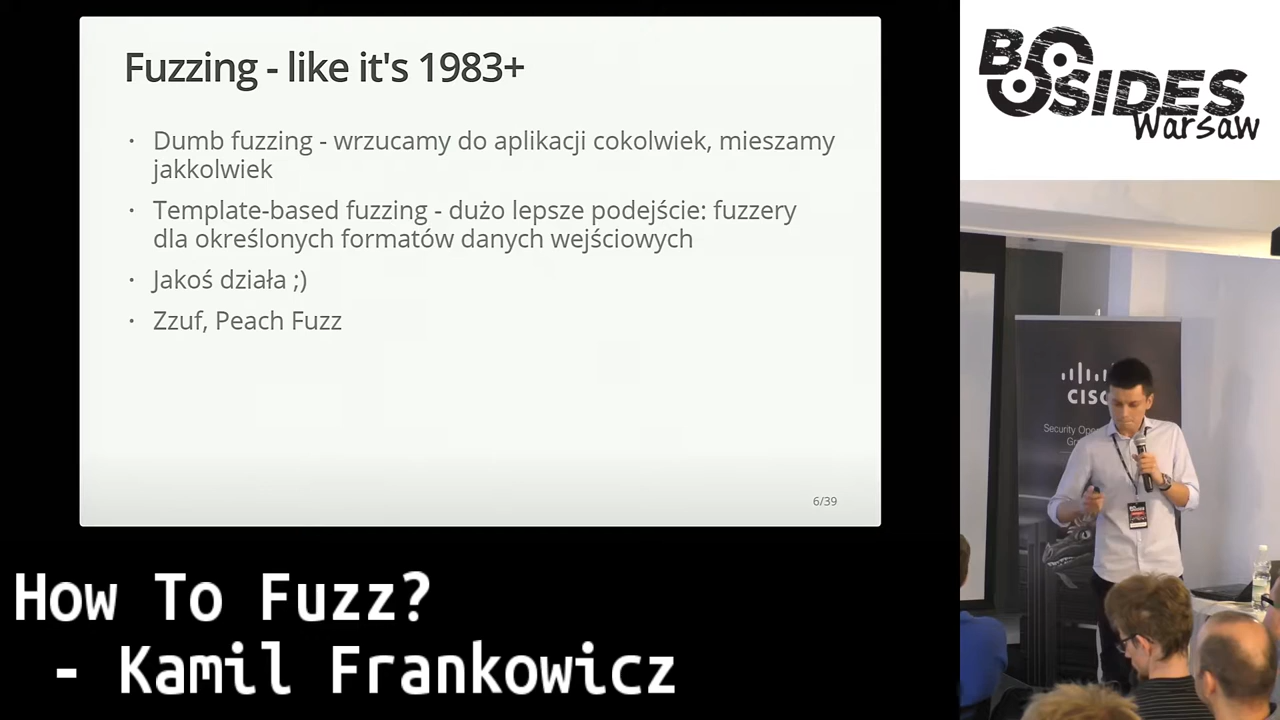 Fuzzing - like it's 1983+
· Dumb fuzzing - wrzucamy do aplikacji cokolwiek, mieszamy
jakkolwiek
· Template-based fuzzing - dużo lepsze podejście: fuzzery
dla określonych formatów danych wejściowych
· Jakoś działa ;)
· Zzuf, Peach Fuzz
6/39
How To Fuzz?
- Kamil Frankowicz
BSIDES
Warsaw
CISC
Security